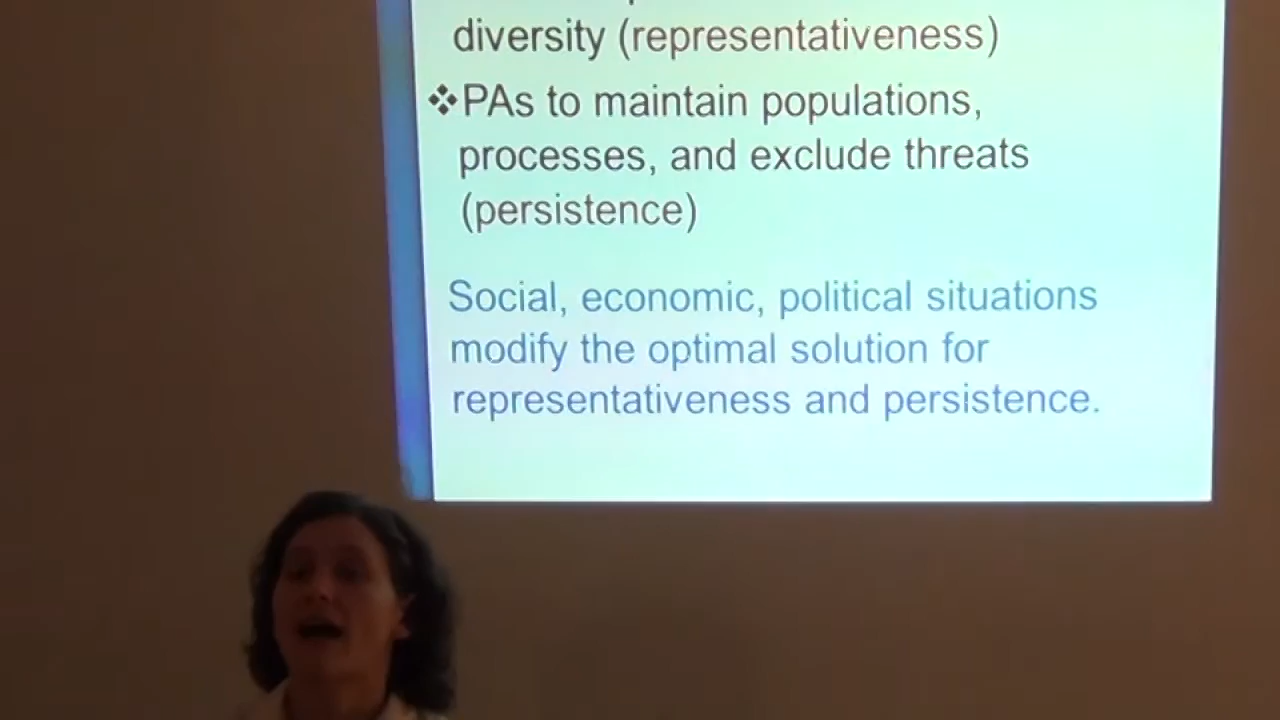 diversity (representativeness)
❖PAs to maintain populations,
processes, and exclude threats
(persistence)
Social, economic, political situations
modify the optimal solution for
representativeness and persistence.